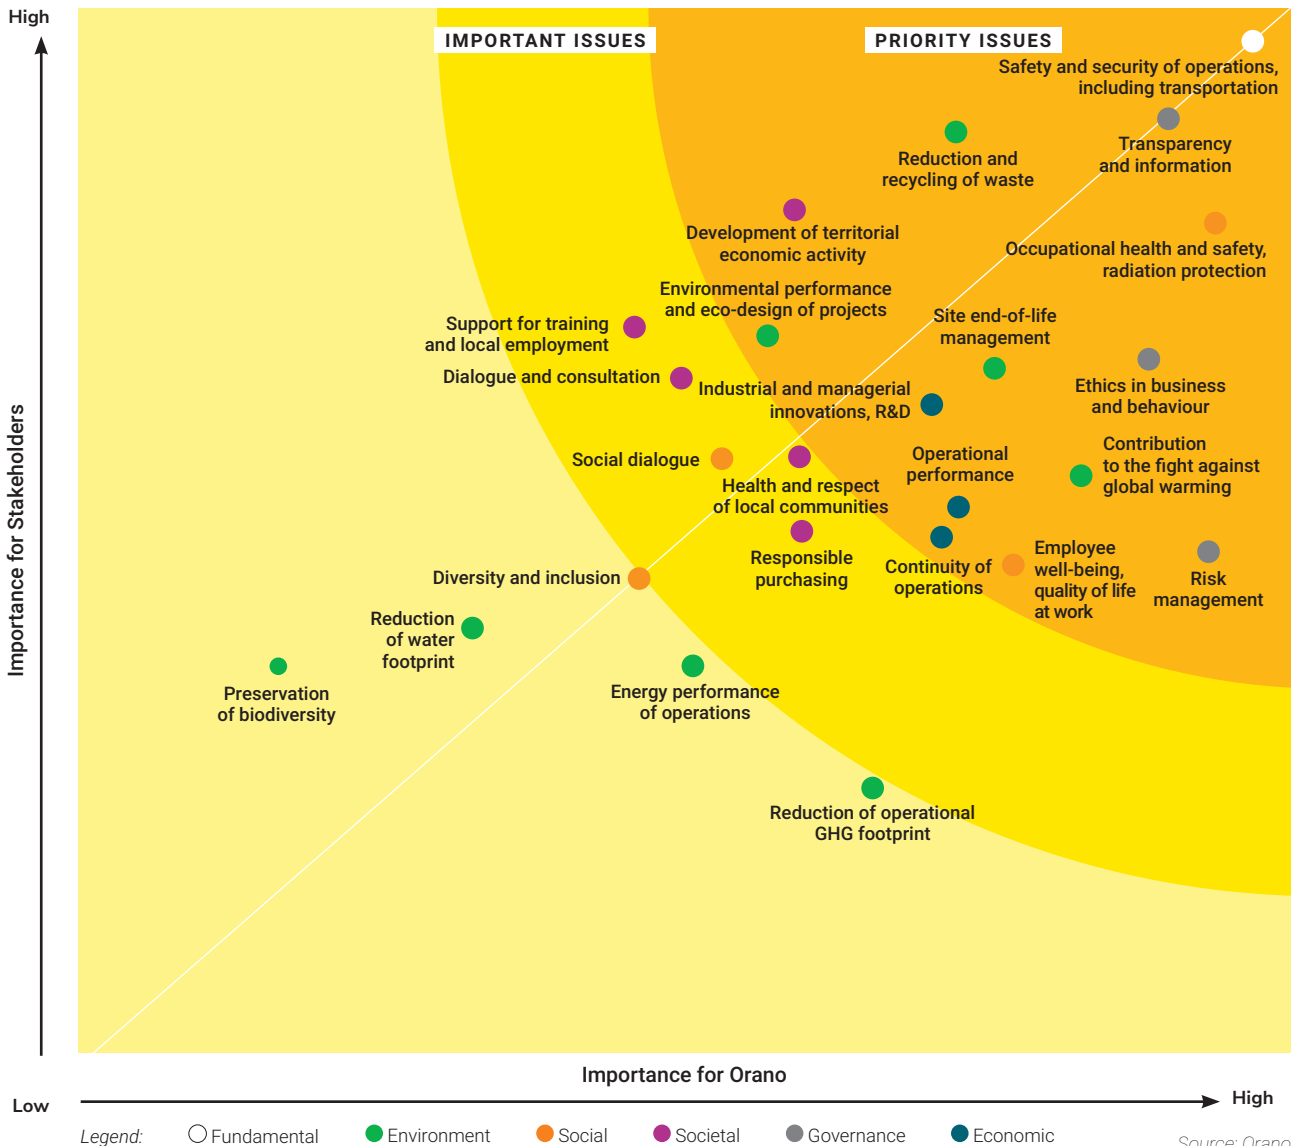 High
IMPORTANT ISSUES
PRIORITY ISSUES
Safety and security of operations,
including transportation
Transparency
and information
Reduction and
recycling of waste
Development of territorial
economic activity
Occupational health and safety,
radiation protection
Environmental performance
and eco-design of projects
Site end-of-life
management
Support for training
and local employment
Dialogue and consultation
Industrial and managerial
innovations, R&D
Ethics in business
and behaviour
Social dialogue
Operational
performance
Contribution
to the fight against
global warming
Health and respect
of local communities
Responsible
purchasing
Continuity of
operations
Employee
well-being,
quality of life
at work
Risk
management
Diversity and inclusion
Reduction
of water
footprint
Preservation
of biodiversity
Energy performance
of operations
Reduction of operational
GHG footprint
Importance for Stakeholders
Importance for Orano
Low
High
Legend:
Fundamental
Environment
Social
Societal
Governance
Economic
Source: Orano